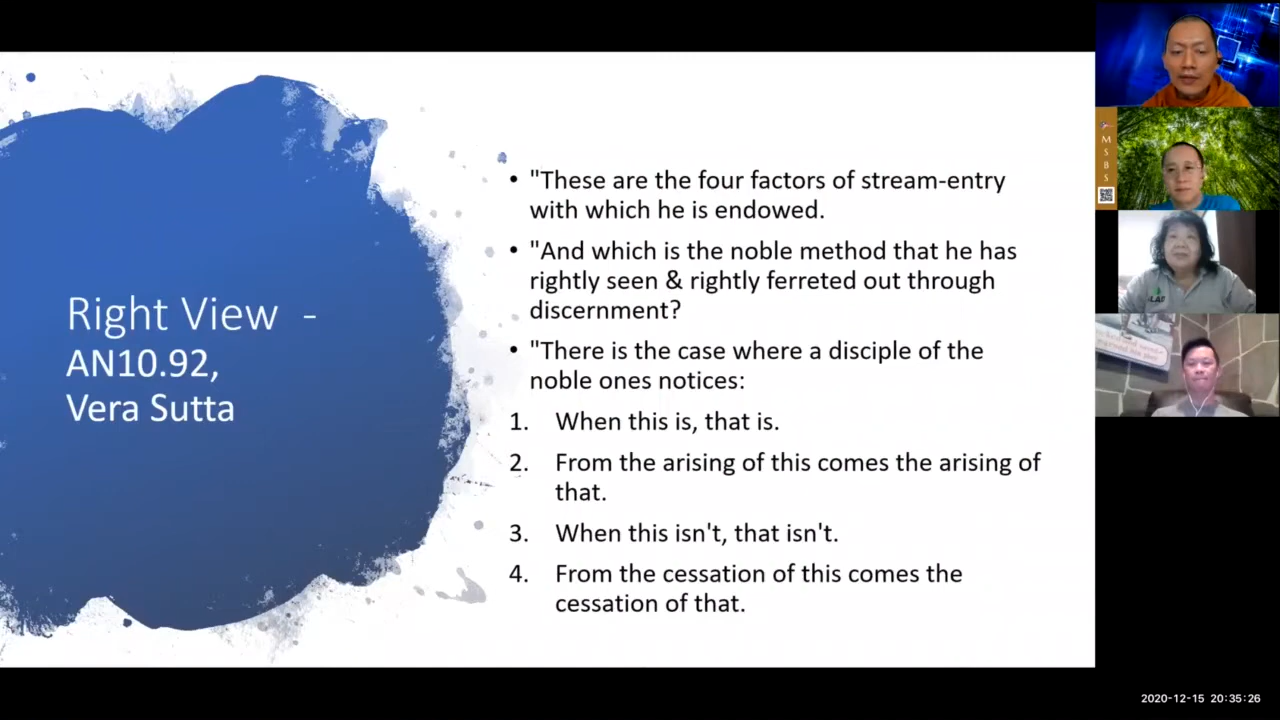 Right View -
AN10.92,
Vera Sutta
• "These are the four factors of stream-entry
with which he is endowed.
• "And which is the noble method that he has
rightly seen & rightly ferreted out through
discernment?
• "There is the case where a disciple of the
noble ones notices:
1. When this is, that is.
2. From the arising of this comes the arising of
that.
3. When this isn't, that isn't.
4. From the cessation of this comes the
cessation of that.
M
S
B
S
2020-12-15 20:35:26